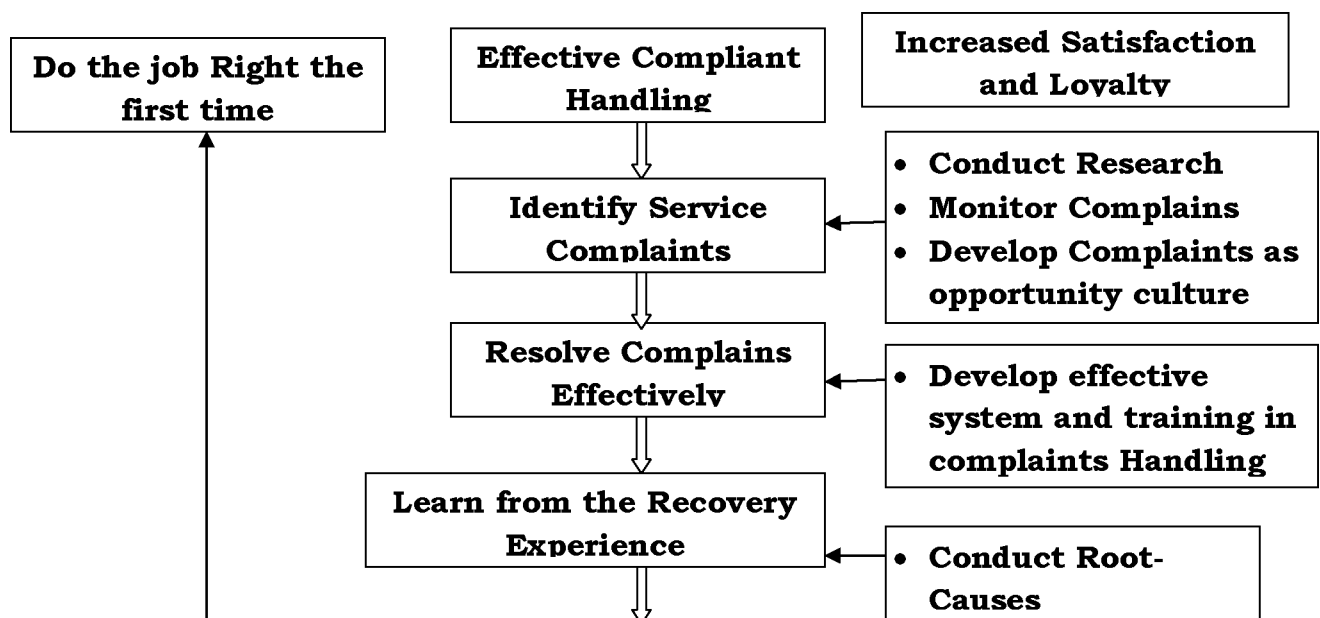 Do the job Right the
first time
Effective Compliant
Handling
Increased Satisfaction
and Loyalty
Identify Service
Complaints
• Conduct Research
• Monitor Complains
• Develop Complaints as
opportunity culture
Resolve Complains
Effectively
• Develop effective
system and training in
complaints Handling
Learn from the Recovery
Experience
• Conduct Root-
Causes